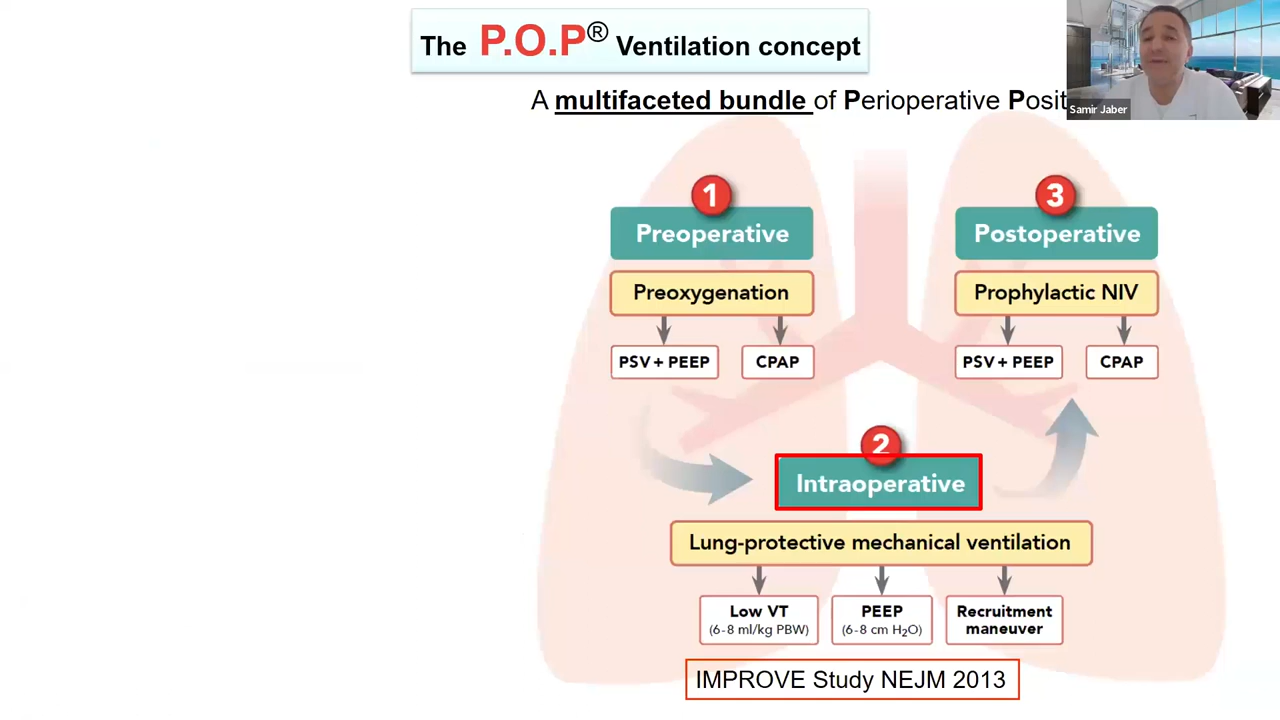 The P.O.P® Ventilation concept
A multifaceted bundle of Perioperative Posit
Samir Jaber
1
Preoperative
Preoxygenation
PSV + PEEP
CPAP
3
Postoperative
Prophylactic NIV
PSV + PEEP
CPAP
2
Intraoperative
Lung-protective mechanical ventilation
Low VT
(6-8 ml/kg PBW)
PEEP
(6-8 cm H₂O)
Recruitment
maneuver
IMPROVE Study NEJM 2013